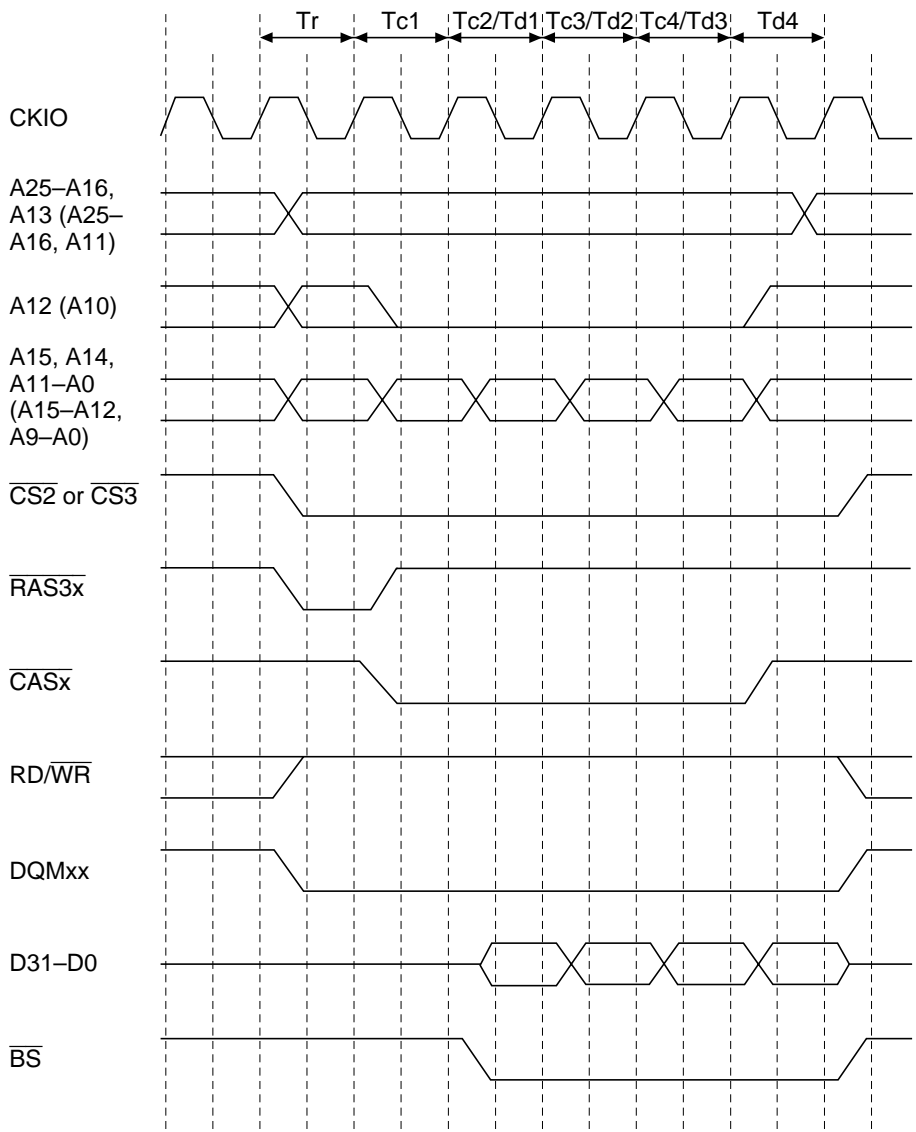 Tr Tc1 Tc2/Td1 Tc3/Td2 Tc4/Td3 Td4
CKIO
A25–A16,
A13 (A25–
A16, A11)
A12 (A10)
A15, A14,
A11–A0
(A15–A12,
A9–A0)
CS2 or CS3
RAS3x
CASx
RD/WR
DQMxx
D31–D0
BS